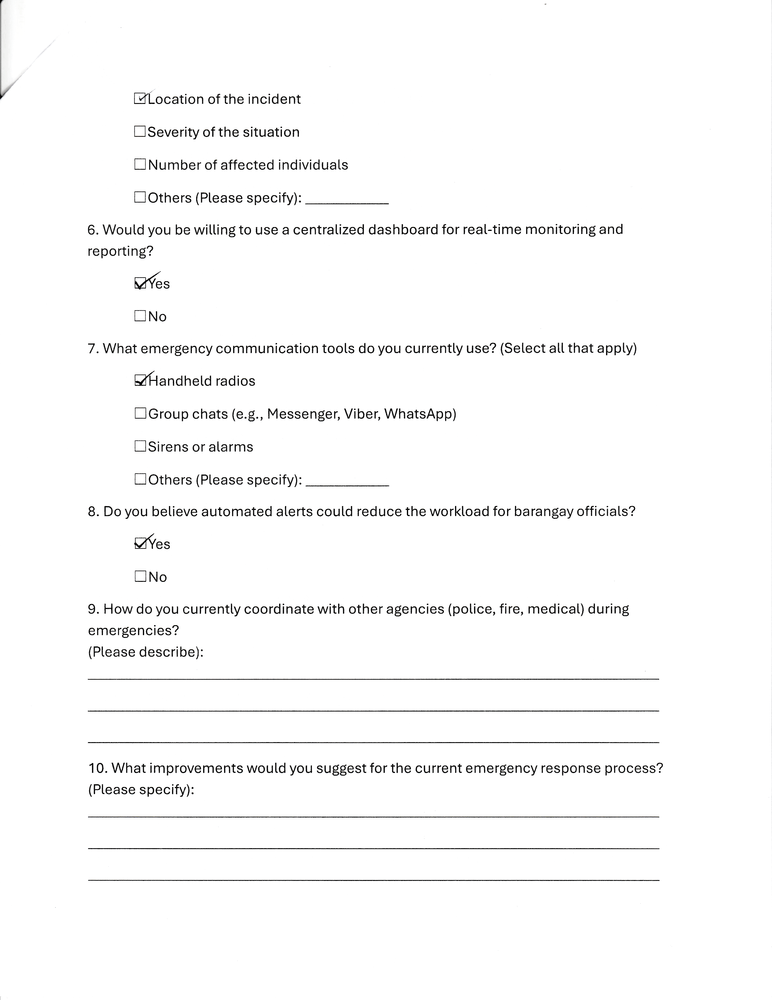 ☑Location of the incident
☐Severity of the situation
☐Number of affected individuals
☐Others (Please specify): ____________
6. Would you be willing to use a centralized dashboard for real-time monitoring and
reporting?
☑Yes
☐No
7. What emergency communication tools do you currently use? (Select all that apply)
☑Handheld radios
☐Group chats (e.g., Messenger, Viber, WhatsApp)
☐Sirens or alarms
☐Others (Please specify): ____________
8. Do you believe automated alerts could reduce the workload for barangay officials?
☑Yes
☐No
9. How do you currently coordinate with other agencies (police, fire, medical) during
emergencies?
(Please describe):
10. What improvements would you suggest for the current emergency response process?
(Please specify):